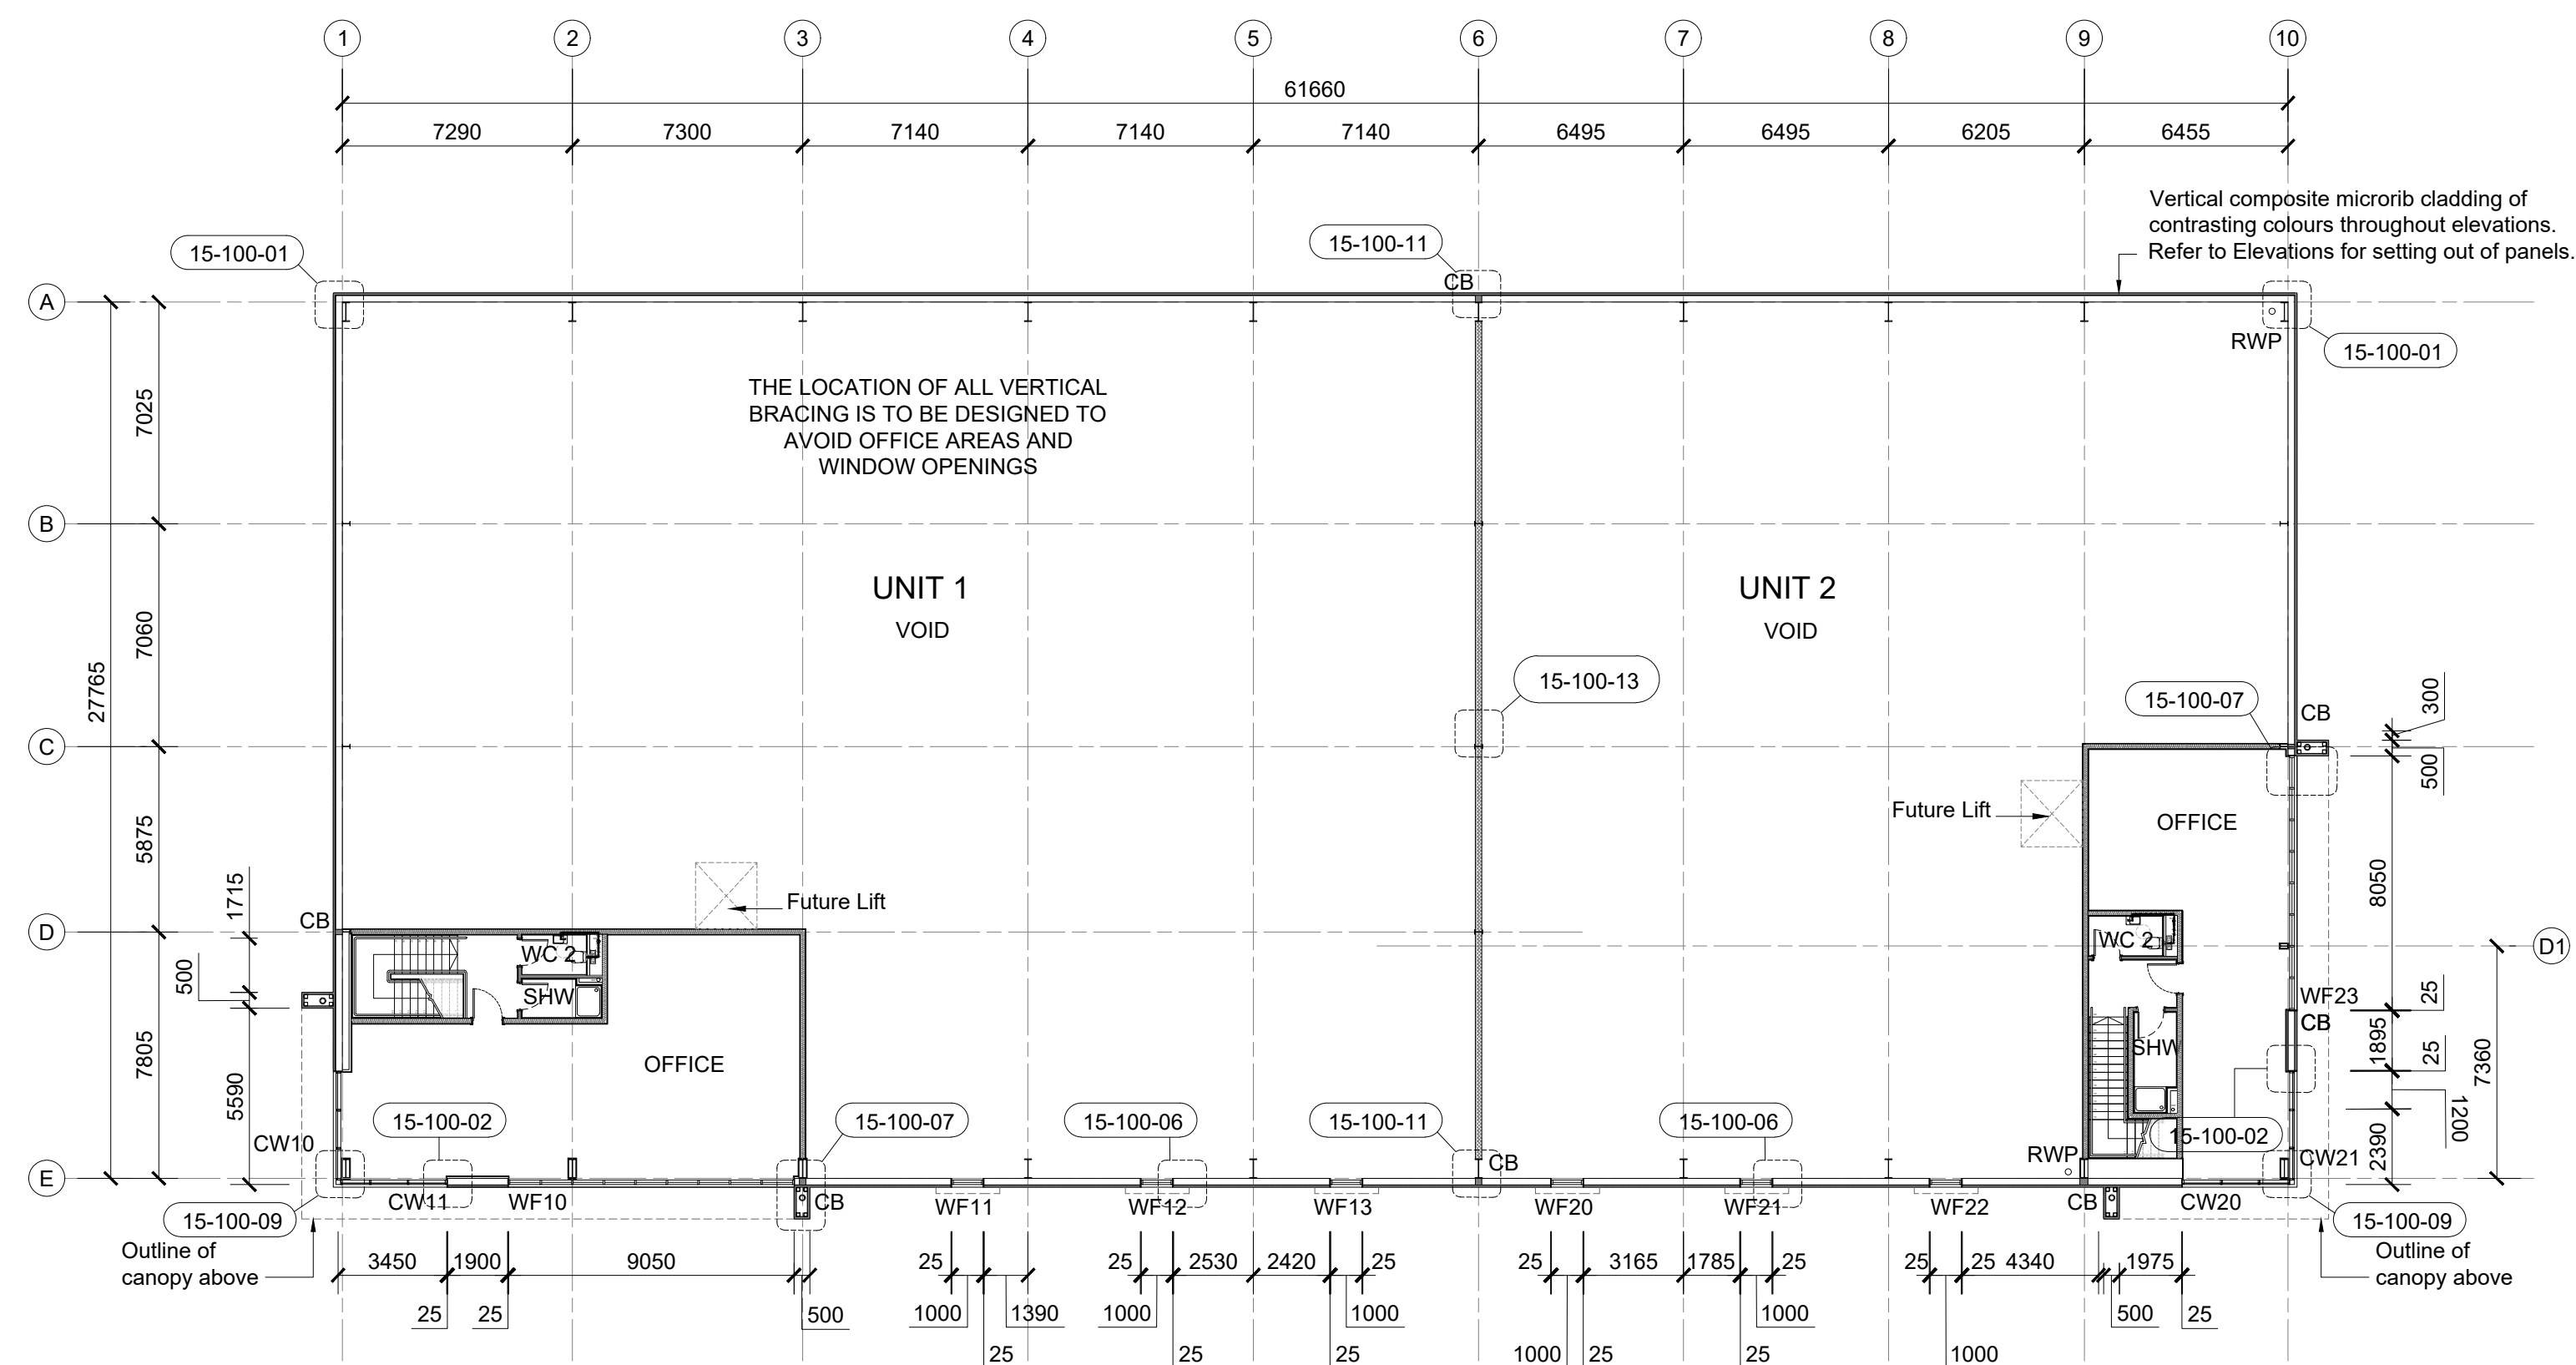 1 2 3 4 5 6 7 8 9 10
61660
7290 7300 7140 7140 7140 6495 6495 6205 6455
Vertical composite microrib cladding of
contrasting colours throughout elevations.
Refer to Elevations for setting out of panels.
15-100-01
15-100-11
CB
A
RWP
15-100-01
THE LOCATION OF ALL VERTICAL
BRACING IS TO BE DESIGNED TO
AVOID OFFICE AREAS AND
WINDOW OPENINGS
7025
B
UNIT 1
VOID
UNIT 2
VOID
7060
27765
15-100-13
15-100-07
CB
300
500
C
Future Lift
OFFICE
5875
8050
1715
Future Lift
CB
D
WC 2
WC 2
D1
500
SHW
WF23
25
CB
7805
OFFICE
SHW
1895
25
7360
5590
1200
2390
CW10
15-100-02
15-100-07
15-100-06
15-100-11
15-100-06
15-100-02
RWP
CB
CW21
E
CW11
WF10
CB
WF11
WF12
WF13
WF20
WF21
WF22
CB
CW20
15-100-09
15-100-09
Outline of
canopy above
Outline of
canopy above
3450 1900 9050 25 25 2530 2420 25 25 3165 1785 25 25 25 4340 1975
25 25 500 1000 1390 1000 1000 1000 500 25
25 25 25 1000 25 25 1000